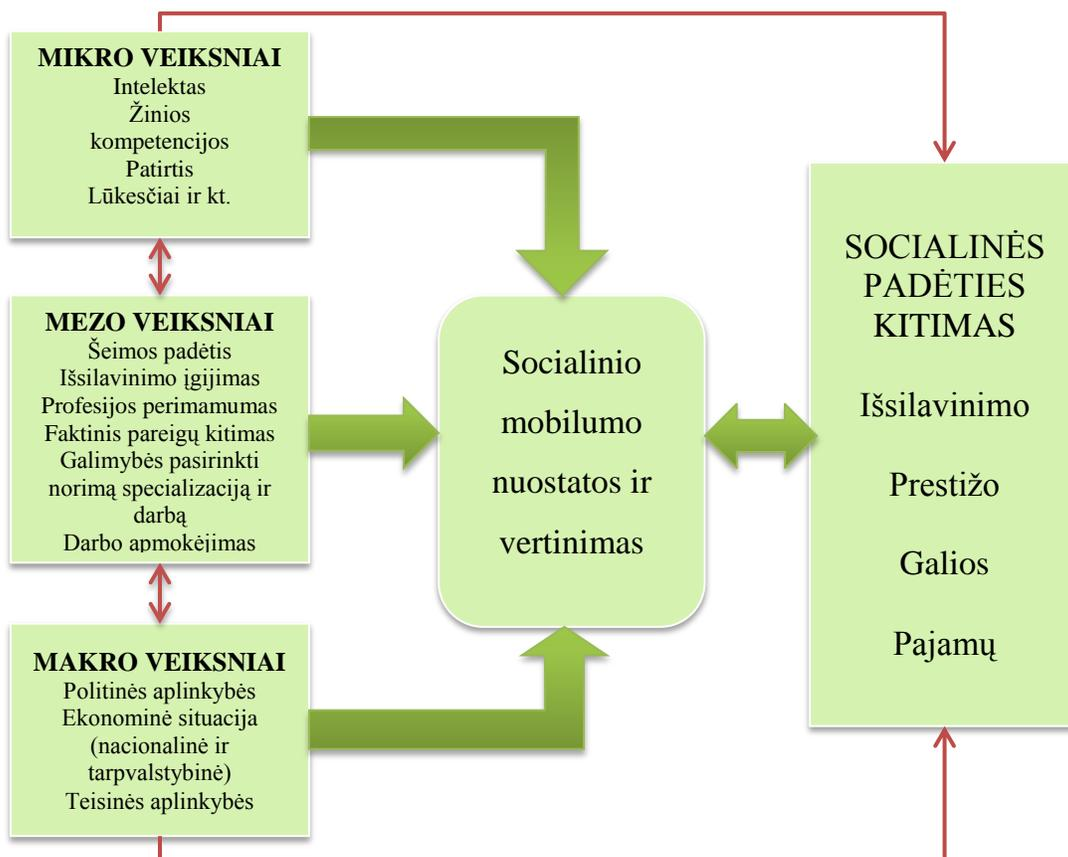 MIKRO VEIKSNIAI
Intelektas
Žinios
kompetencijos
Patirtis
Lūkesčiai ir kt.
MEZO VEIKSNIAI
Šeimos padėtis
Išsilavinimo įgijimas
Profesijos perimamumas
Faktinis pareigų kitimas
Galimybės pasirinkti
norimą specializaciją ir
darbą
Darbo apmokėjimas
MAKRO VEIKSNIAI
Politinės aplinkybės
Ekonominė situacija
(nacionalinė ir
tarpvalstybinė)
Teisinės aplinkybės
Socialinio
mobilumo
nuostatos ir
vertinimas
SOCIALINĖS
PADĖTIES
KITIMAS
Išsilavinimo
Prestižo
Galios
Pajamų